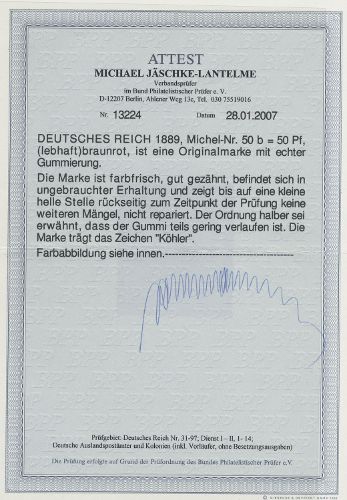 ATTEST
MICHAEL JÄSCHKE-LANTELME
Verbandsprüfer
im Bund Philatelistischer Prüfer e. V.
D-12207 Berlin, Ahlener Weg 13c, Tel. 030 75519016
Nr. 13224 Datum 28.01.2007
DEUTSCHES REICH 1889, Michel-Nr. 50 b = 50 Pf,
(lebhaft)braunrot, ist eine Originalmarke mit echter
Gummierung.
Die Marke ist farbfrisch, gut gezähnt, befindet sich in
ungebrauchter Erhaltung und zeigt bis auf eine kleine
helle Stelle rückseitig zum Zeitpunkt der Prüfung keine
weiteren Mängel, nicht repariert. Der Ordnung halber sei
erwähnt, dass der Gummi teils gering verlaufen ist. Die
Marke trägt das Zeichen "Köhler".
Farbabbildung siehe innen.---------------------------------------
Prüfgebiet: Deutsches Reich Nr. 31-97; Dienst I – II, 1- 14;
Deutsche Auslandspostämter und Kolonien (inkl. Vorläufer, ohne Besetzungsausgaben)
Die Prüfung erfolgte auf Grund der Prüfordnung des Bundes Philatelistischer Prüfer e.V.